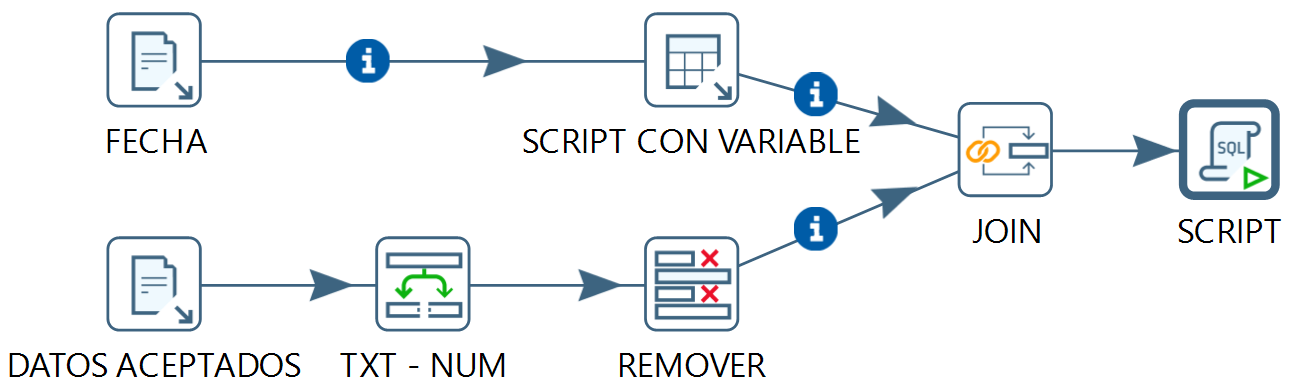 FECHA
SCRIPT CON VARIABLE
SQL
JOIN
SCRIPT
DATOS ACEPTADOS
TXT - NUM
REMOVER